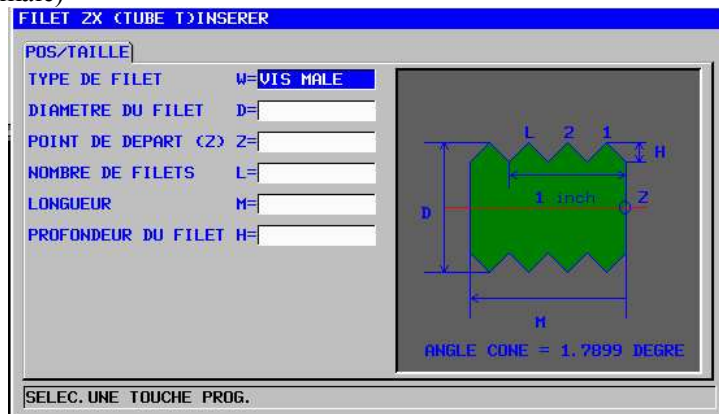 male)
FILET ZX (TUBE T)INSERER
POS/TAILLE
TYPE DE FILET W=VIS MALE
DIAMETRE DU FILET D=
POINT DE DEPART (Z) Z=
NOMBRE DE FILETS L=
LONGUEUR M=
PROFONDEUR DU FILET H=
L 2 1
H
1 inch Z
D
M
ANGLE CONE = 1.7899 DEGRE
SELEC.UNE TOUCHE PROG.